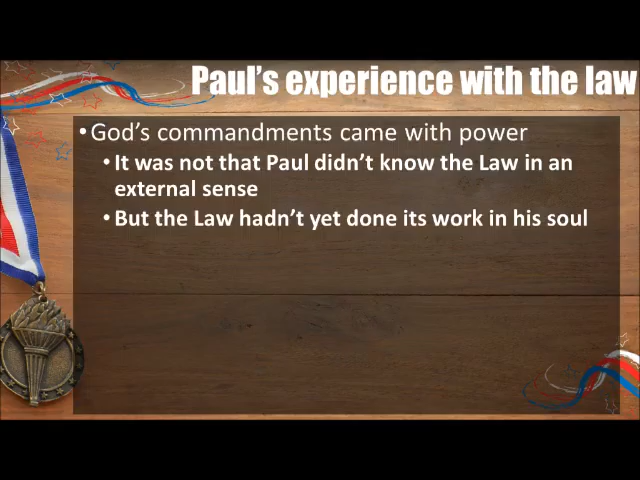 Paul's experience with the law
•God's commandments came with power
•It was not that Paul didn't know the Law in an
external sense
•But the Law hadn't yet done its work in his soul